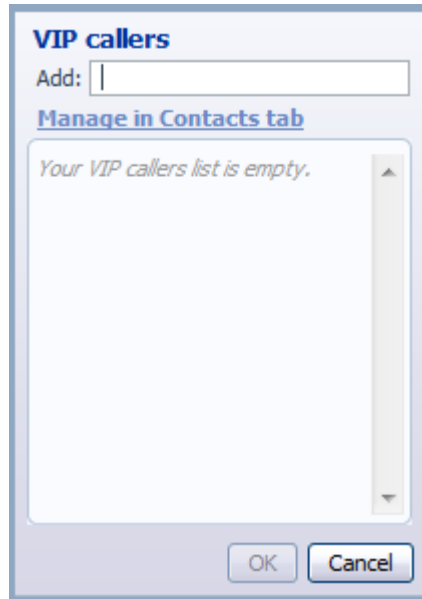 VIP callers
Add:
Manage in Contacts tab
Your VIP callers list is empty.
OK Cancel